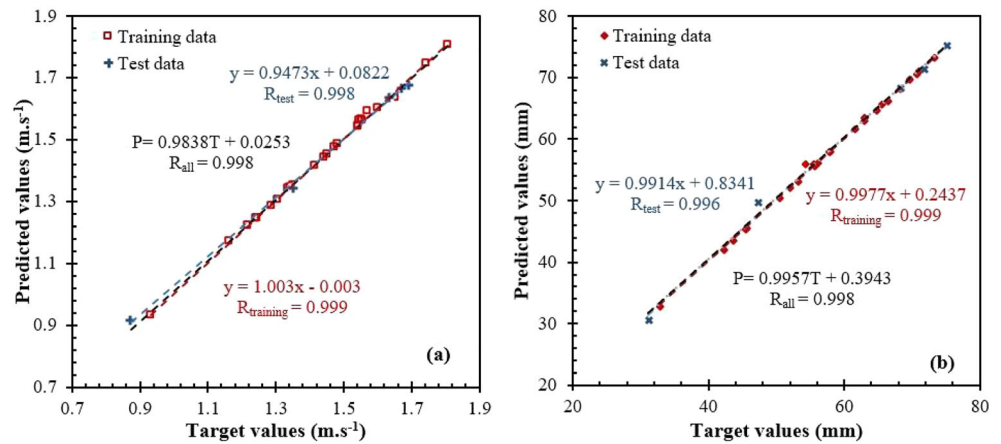 1.9
1.7
1.5
1.3
1.1
0.9
0.7
Predicted values (m.s⁻¹)
Training data
Test data
y = 0.9473x + 0.0822
R_test = 0.998
P= 0.9838T + 0.0253
R_all = 0.998
y = 1.003x - 0.003
R_training = 0.999
(a)
0.7 0.9 1.1 1.3 1.5 1.7 1.9
Target values (m.s⁻¹)
80
70
60
50
40
30
20
Predicted values (mm)
Training data
Test data
y = 0.9914x + 0.8341
R_test = 0.996
y = 0.9977x + 0.2437
R_training = 0.999
P= 0.9957T + 0.3943
R_all = 0.998
(b)
20 40 60 80
Target values (mm)